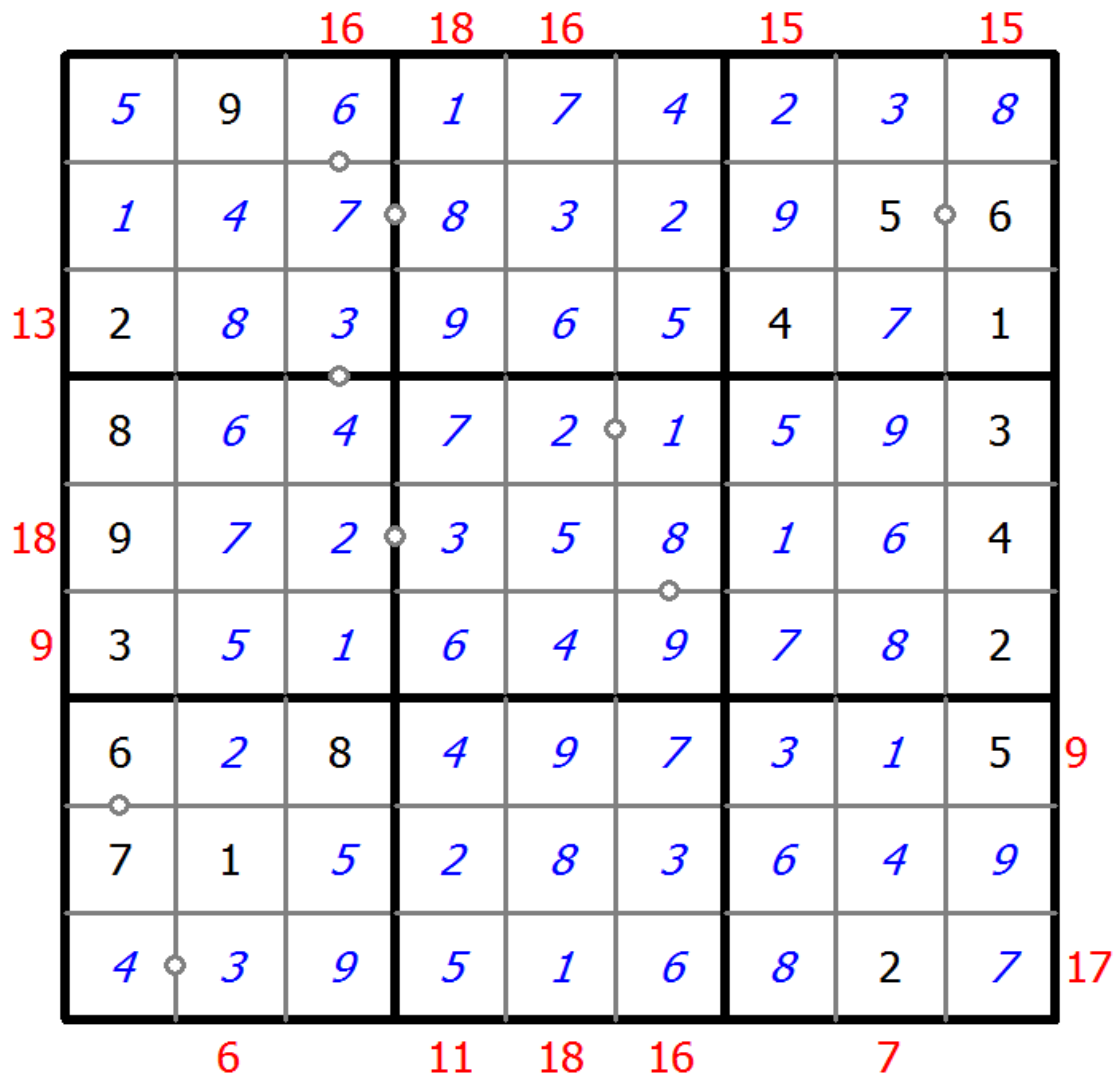 16 18 16 15 15
5 9 6 1 7 4 2 3 8
1 4 7 8 3 2 9 5 6
13 2 8 3 9 6 5 4 7 1
8 6 4 7 2 1 5 9 3
18 9 7 2 3 5 8 1 6 4
9 3 5 1 6 4 9 7 8 2
6 2 8 4 9 7 3 1 5 9
7 1 5 2 8 3 6 4 9
4 3 9 5 1 6 8 2 7 17
6 11 18 16 7